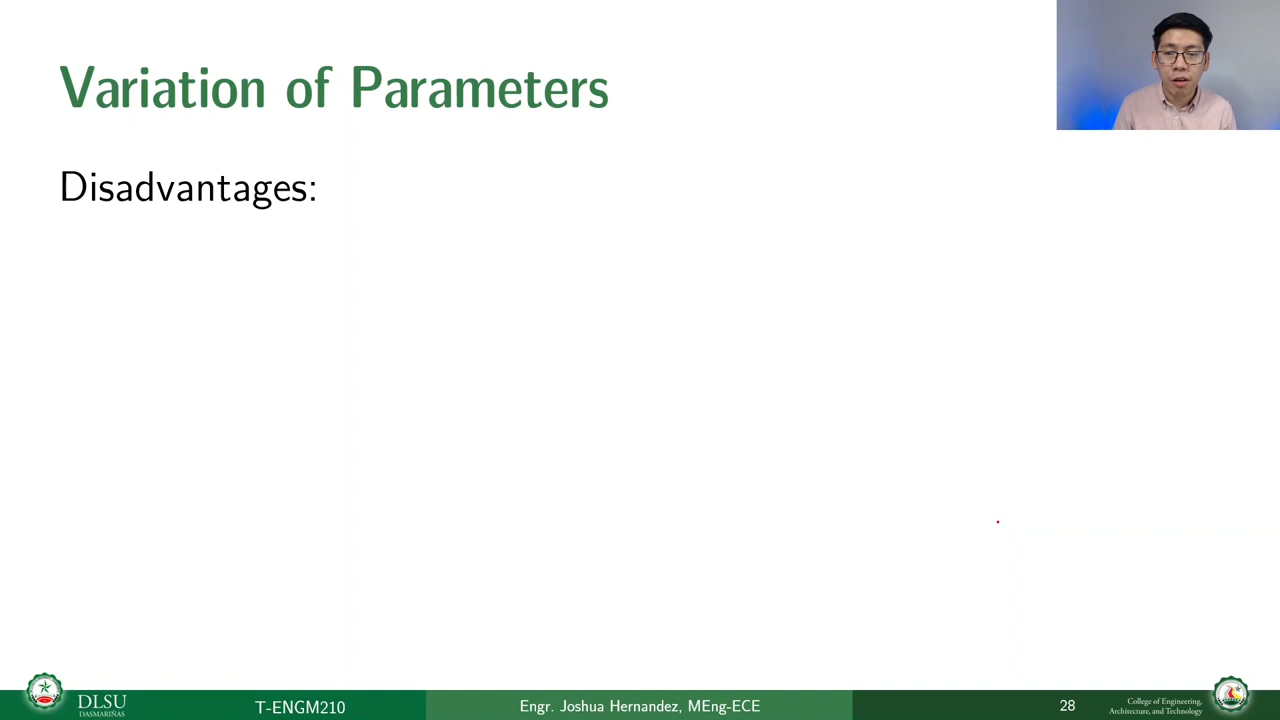 Variation of Parameters
Disadvantages:
DLSU
DASMARIÑAS
T-ENGM210
Engr. Joshua Hernandez, MEng-ECE
28
College of Engineering,
Architecture, and Technology